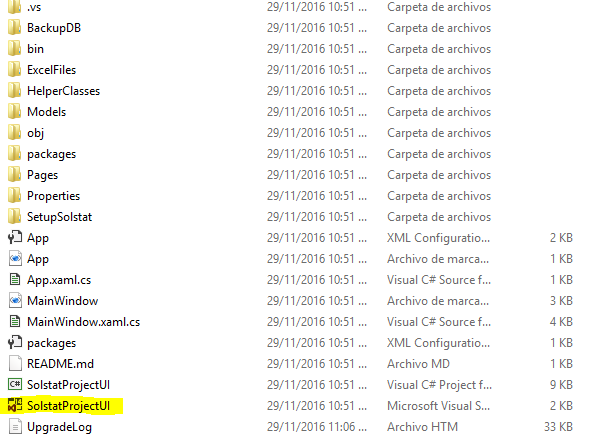 .vs 29/11/2016 10:51 ... Carpeta de archivos
BackupDB 29/11/2016 10:51 ... Carpeta de archivos
bin 29/11/2016 10:51 ... Carpeta de archivos
ExcelFiles 29/11/2016 10:51 ... Carpeta de archivos
HelperClasses 29/11/2016 10:51 ... Carpeta de archivos
Models 29/11/2016 10:51 ... Carpeta de archivos
obj 29/11/2016 10:51 ... Carpeta de archivos
packages 29/11/2016 10:51 ... Carpeta de archivos
Pages 29/11/2016 10:51 ... Carpeta de archivos
Properties 29/11/2016 10:51 ... Carpeta de archivos
SetupSolstat 29/11/2016 10:51 ... Carpeta de archivos
App 29/11/2016 10:51 ... XML Configuratio... 2 KB
App 29/11/2016 10:51 ... Archivo de marca... 1 KB
App.xaml.cs 29/11/2016 10:51 ... Visual C# Source f... 1 KB
MainWindow 29/11/2016 10:51 ... Archivo de marca... 3 KB
MainWindow.xaml.cs 29/11/2016 10:51 ... Visual C# Source f... 4 KB
packages 29/11/2016 10:51 ... XML Configuratio... 1 KB
README.md 29/11/2016 10:51 ... Archivo MD 1 KB
C# SolstatProjectUI 29/11/2016 10:51 ... Visual C# Project f... 9 KB
SolstatProjectUI 29/11/2016 10:51 ... Microsoft Visual S... 2 KB
UpgradeLog 29/11/2016 11:06 ... Archivo HTM 1 KB